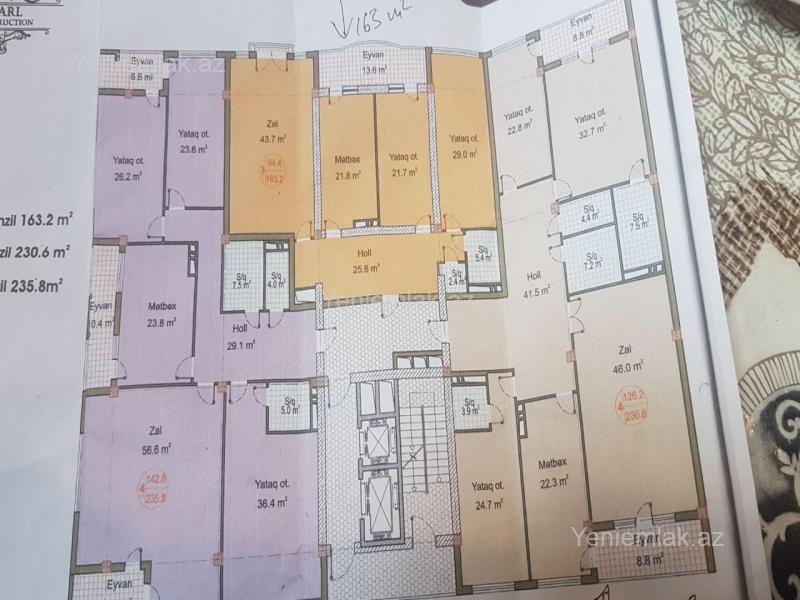 ARL
RUCTION
163 m²
nzil 163.2 m²
zil 230.6 m²
il 235.8m²
Eyvan
6.6 m²
Yataq ot.
26.2 m²
Yataq ot.
23.6 m²
Zal
43.7 m²
3 94.4
163.2
Eyvan
13.6 m²
Mətbəx
21.8 m²
Yataq ot.
21.7 m²
Yataq ot.
29.0 m²
Yataq ot.
22.8 m²
Eyvan
8.8 m²
Yataq ot.
32.7 m²
S/q
4.4 m²
S/q
7.5 m²
S/q
7.2 m²
S/q
5.4 m²
S/q
2.4 m²
Holl
25.6 m²
Holl
41.5 m²
Eyvan
0.4 m²
Mətbəx
23.8 m²
S/q
7.5 m²
S/q
4.0 m²
Holl
29.1 m²
Zal
46.0 m²
4 126.2
230.6
Zal
56.6 m²
4 142.8
235.8
S/q
5.0 m²
Yataq ot.
36.4 m²
S/q
3.9 m²
Yataq ot.
24.7 m²
Mətbəx
22.3 m²
Eyvan
8.8 m²
Eyvan
Yeniemlak.az
Yeniemlak.az
Yeniemlak.az